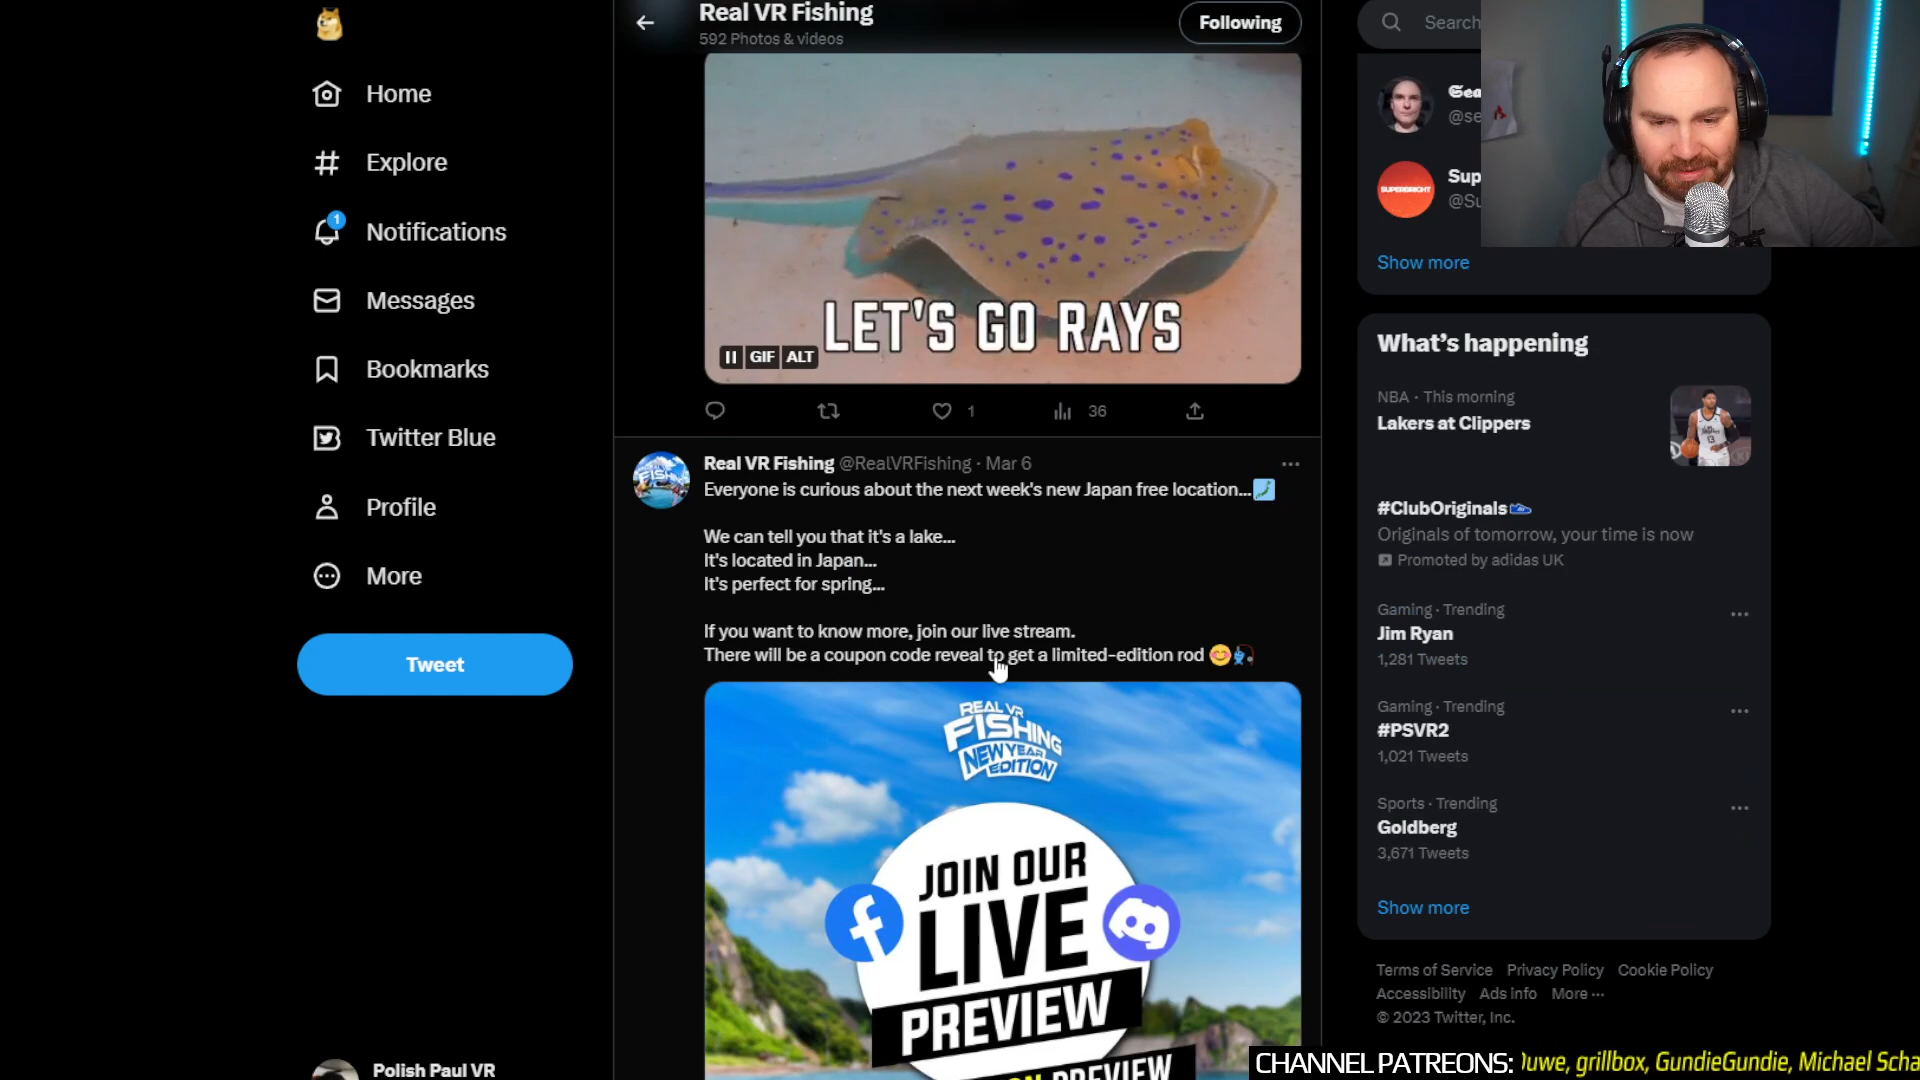 Real VR Fishing
592 Photos & videos
Following
Search
Home
Explore
1
Notifications
Messages
Bookmarks
Twitter Blue
Profile
More
Tweet
Polish Paul VR
LET'S GO RAYS
GIF ALT
1
36
Real VR Fishing @RealVRFishing · Mar 6
Everyone is curious about the next week's new Japan free location...
We can tell you that it's a lake...
It's located in Japan...
It's perfect for spring...
If you want to know more, join our live stream.
There will be a coupon code reveal to get a limited-edition rod
REAL VR
FISHING
NEW YEAR
EDITION
JOIN OUR
LIVE
PREVIEW
PREVIEW
SUPERBRIGHT
Show more
What's happening
NBA · This morning
Lakers at Clippers
#ClubOriginals
Originals of tomorrow, your time is now
Promoted by adidas UK
Gaming · Trending
Jim Ryan
1,281 Tweets
Gaming · Trending
#PSVR2
1,021 Tweets
Sports · Trending
Goldberg
3,671 Tweets
Show more
Terms of Service Privacy Policy Cookie Policy
Accessibility Ads info More ···
© 2023 Twitter, Inc.
CHANNEL PATREONS: Duwe, grillbox, GundieGundie, Michael Scha